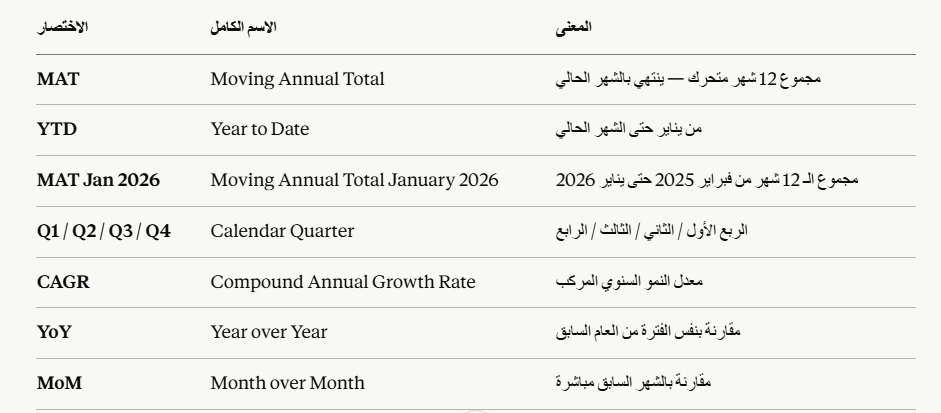 الاختصار	الاسم الكامل	المعنى
MAT	Moving Annual Total	مجموع 12 شهر متحرك — ينتهي بالشهر الحالي
YTD	Year to Date	من يناير حتى الشهر الحالي
MAT Jan 2026	Moving Annual Total January 2026	مجموع الـ 12 شهر من فبراير 2025 حتى يناير 2026
Q1 / Q2 / Q3 / Q4	Calendar Quarter	الربع الأول / الثاني / الثالث / الرابع
CAGR	Compound Annual Growth Rate	معدل النمو السنوي المركب
YoY	Year over Year	مقارنة بنفس الفترة من العام السابق
MoM	Month over Month	مقارنة بالشهر السابق مباشرة